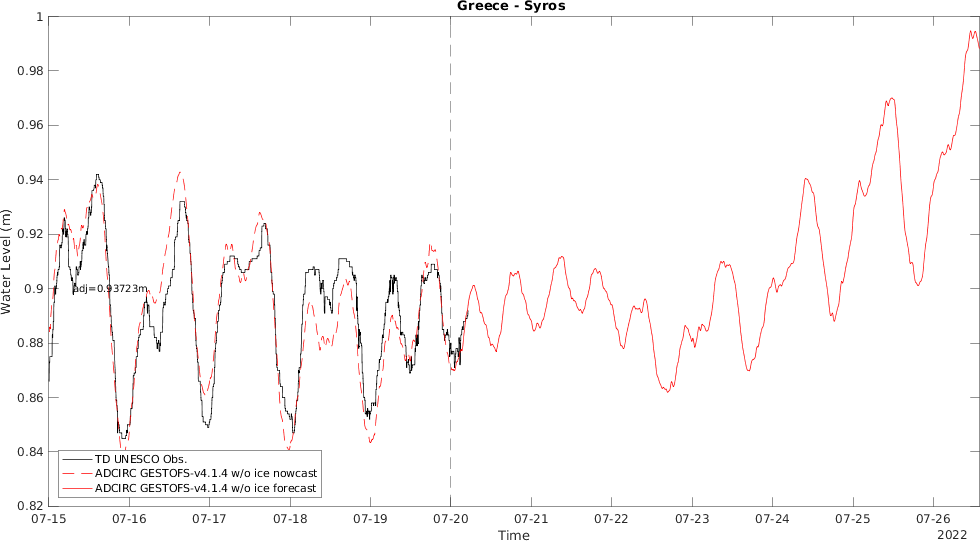 Greece - Syros
1
0.98
0.96
0.94
0.92
0.9
0.88
0.86
0.84
0.82
Water Level (m)
adj=0.93723m
TD UNESCO Obs.
ADCIRC GESTOFS-v4.1.4 w/o ice nowcast
ADCIRC GESTOFS-v4.1.4 w/o ice forecast
07-15 07-16 07-17 07-18 07-19 07-20 07-21 07-22 07-23 07-24 07-25 07-26
Time
2022